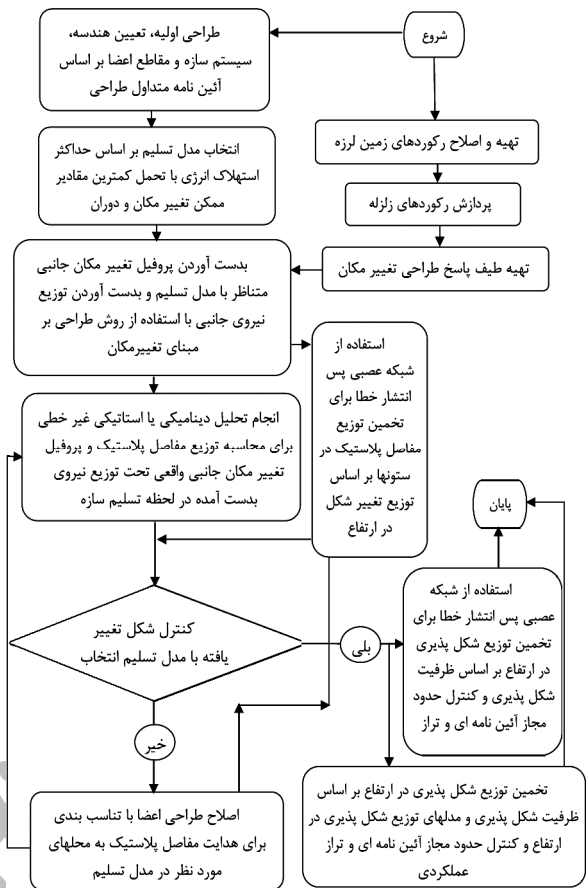 شروع
طراحی اولیه، تعیین هندسه،
سیستم سازه و مقاطع اعضا بر اساس
آئین نامه متداول طراحی
تهیه و اصلاح رکوردهای زمین لرزه
انتخاب مدل تسلیم بر اساس حداکثر
استهلاک انرژی با تحمل کمترین مقادیر
ممکن تغییر مکان و دوران
پردازش رکوردهای زلزله
تهیه طیف پاسخ طراحی تغییر مکان
بدست آوردن پروفیل تغییر مکان جانبی
متناظر با مدل تسلیم و بدست آوردن توزیع
نیروی جانبی با استفاده از روش طراحی بر
مبنای تغییرمکان
استفاده از
شبکه عصبی پس
انتشار خطا برای
تخمین توزیع
مفاصل پلاستیک در
ستونها بر اساس
توزیع تغییر شکل
در ارتفاع
انجام تحلیل دینامیکی یا استاتیکی غیر خطی
برای محاسبه توزیع مفاصل پلاستیک و پروفیل
تغییر مکان جانبی واقعی تحت توزیع نیروی
بدست آمده در لحظه تسلیم سازه
پایان
کنترل شکل تغییر
یافته با مدل تسلیم انتخاب
بلی
استفاده از شبکه
عصبی پس انتشار خطا برای
تخمین توزیع شکل پذیری
در ارتفاع بر اساس ظرفیت
شکل پذیری و کنترل حدود
مجاز آئین نامه ای و تراز
خیر
اصلاح طراحی اعضا با تناسب بندی
برای هدایت مفاصل پلاستیک به محلهای
مورد نظر در مدل تسلیم
تخمین توزیع شکل پذیری در ارتفاع بر اساس
ظرفیت شکل پذیری و مدلهای توزیع شکل پذیری در
ارتفاع و کنترل حدود مجاز آئین نامه ای و تراز
عملکردی